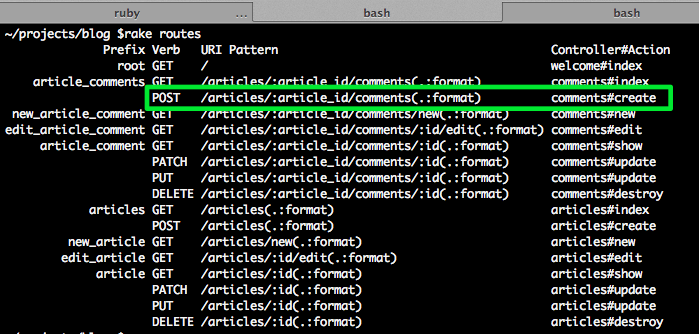 ruby ... bash bash
~/projects/blog $rake routes
Prefix Verb URI Pattern Controller#Action
root GET / welcome#index
article_comments GET /articles/:article_id/comments(.:format) comments#index
POST /articles/:article_id/comments(.:format) comments#create
new_article_comment GET /articles/:article_id/comments/new(.:format) comments#new
edit_article_comment GET /articles/:article_id/comments/:id/edit(.:format) comments#edit
article_comment GET /articles/:article_id/comments/:id(.:format) comments#show
PATCH /articles/:article_id/comments/:id(.:format) comments#update
PUT /articles/:article_id/comments/:id(.:format) comments#update
DELETE /articles/:article_id/comments/:id(.:format) comments#destroy
articles GET /articles(.:format) articles#index
POST /articles(.:format) articles#create
new_article GET /articles/new(.:format) articles#new
edit_article GET /articles/:id/edit(.:format) articles#edit
article GET /articles/:id(.:format) articles#show
PATCH /articles/:id(.:format) articles#update
PUT /articles/:id(.:format) articles#update
DELETE /articles/:id(.:format) articles#destroy